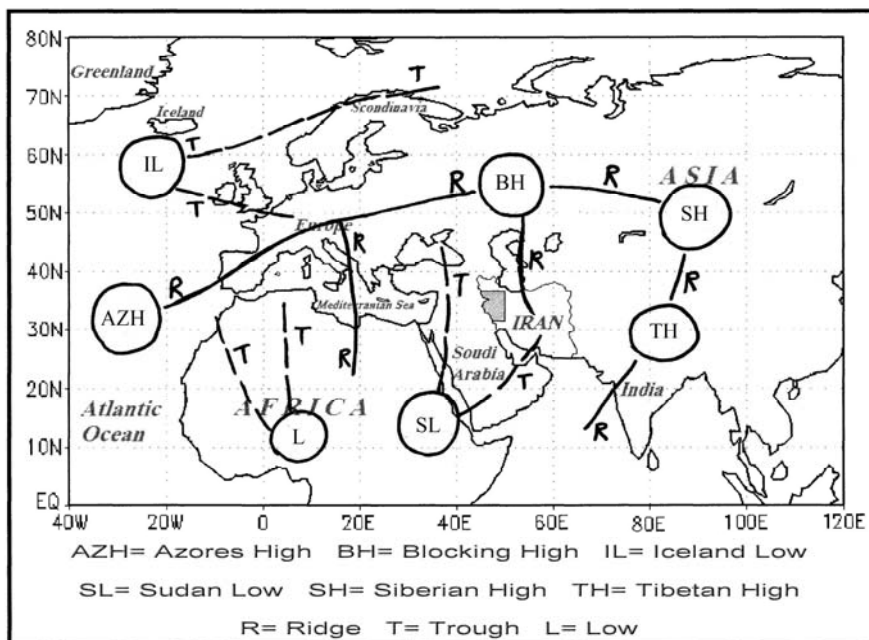 80N
Greenland
T
70N
Scondinavia
Iceland
T
60N
IL
R
BH
R
ASIA
T
50N
Europe
SH
R
40N
R
T
R
R
AZH
Mediterranean Sea
30N
IRAN
TH
T
T
R
Soudi
Arabia
T
20N
India
Atlantic
Ocean
AFRICA
L
SL
R
10N
EQ
40W 20W 0 20E 40E 60E 80E 100E 120E
AZH= Azores High BH= Blocking High IL= Iceland Low
SL= Sudan Low SH= Siberian High TH= Tibetan High
R= Ridge T= Trough L= Low